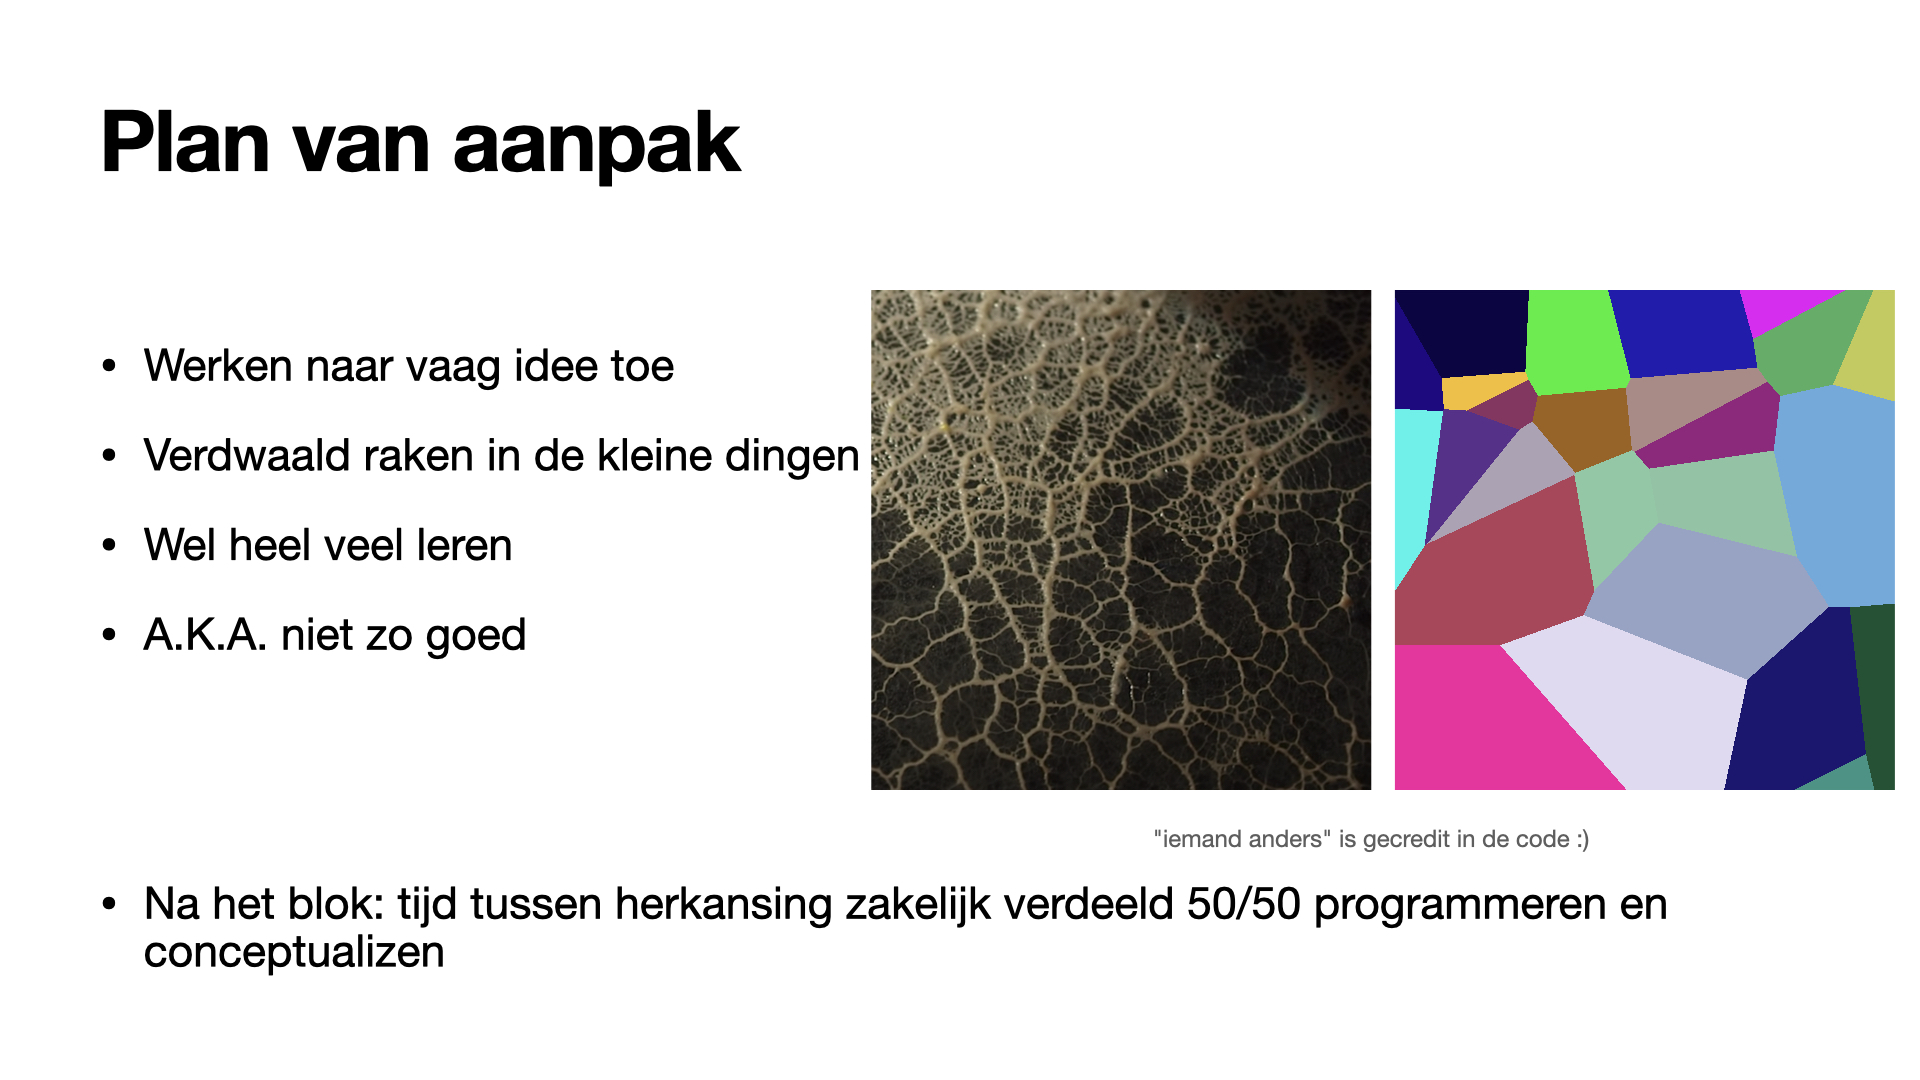 Plan van aanpak
• Werken naar vaag idee toe
• Verdwaald raken in de kleine dingen
• Wel heel veel leren
• A.K.A. niet zo goed
"iemand anders" is gecredit in de code :)
• Na het blok: tijd tussen herkansing zakelijk verdeeld 50/50 programmeren en
conceptualizen